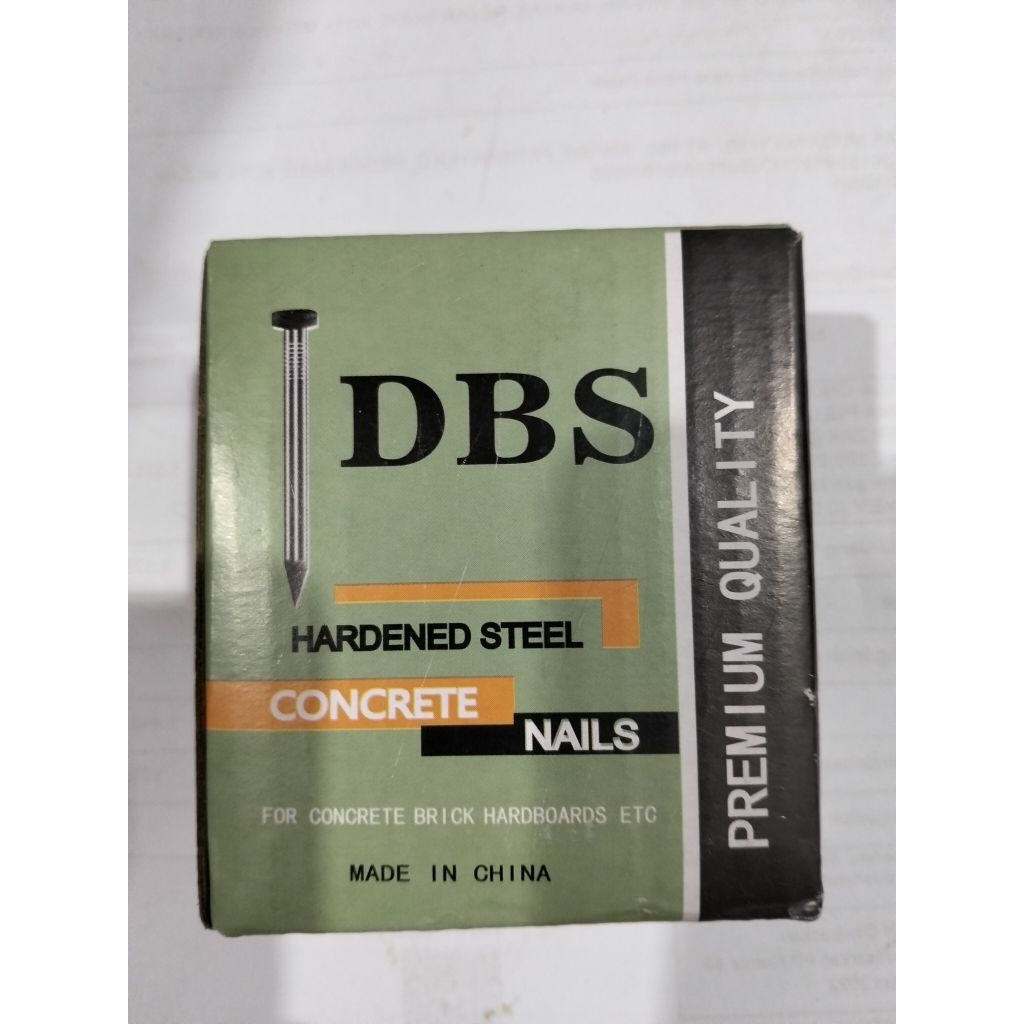 DBS
HARDENED STEEL
CONCRETE
NAILS
FOR CONCRETE BRICK HARDBOARDS ETC
MADE IN CHINA
PREMIUM QUALITY